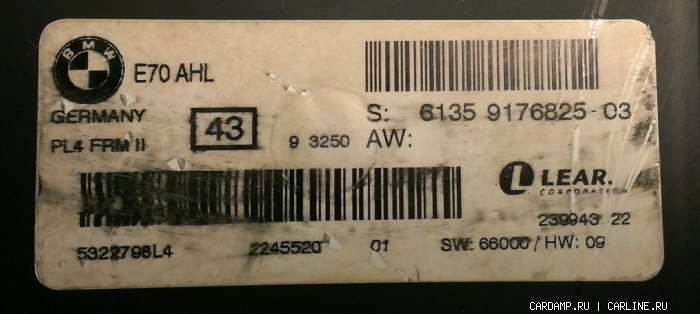 BMW
E70 AHL
GERMANY
PL4 FRM II
43
9 3250
S: 6135 9176825-03
AW:
LEAR.
CORPORATION
239943 22
5322798L4 2245520 01 SW: 66000 / HW: 09
CARDAMP.RU | CARLINE.RU